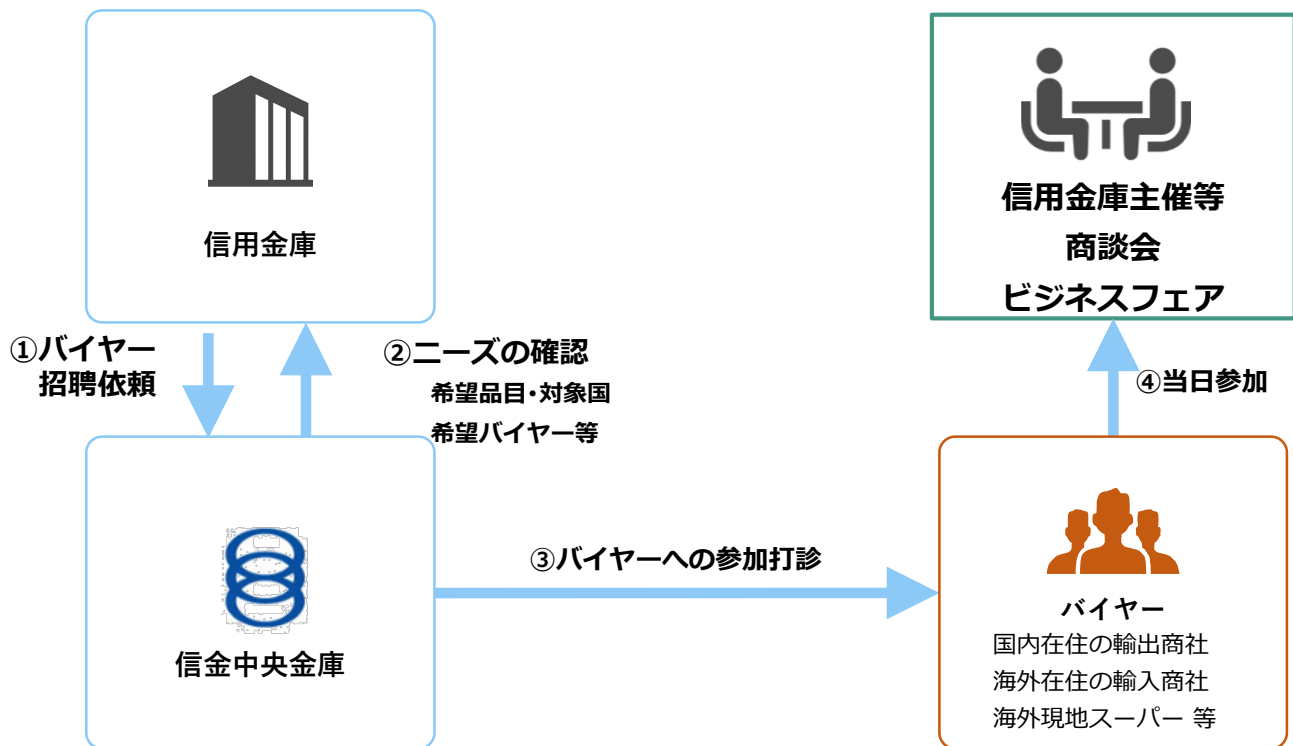 信用金庫
信用金庫主催等
商談会
ビジネスフェア
①バイヤー
招聘依頼
②ニーズの確認
希望品目・対象国
希望バイヤー等
④当日参加
信金中央金庫
③バイヤーへの参加打診
バイヤー
国内在住の輸出商社
海外在住の輸入商社
海外現地スーパー 等